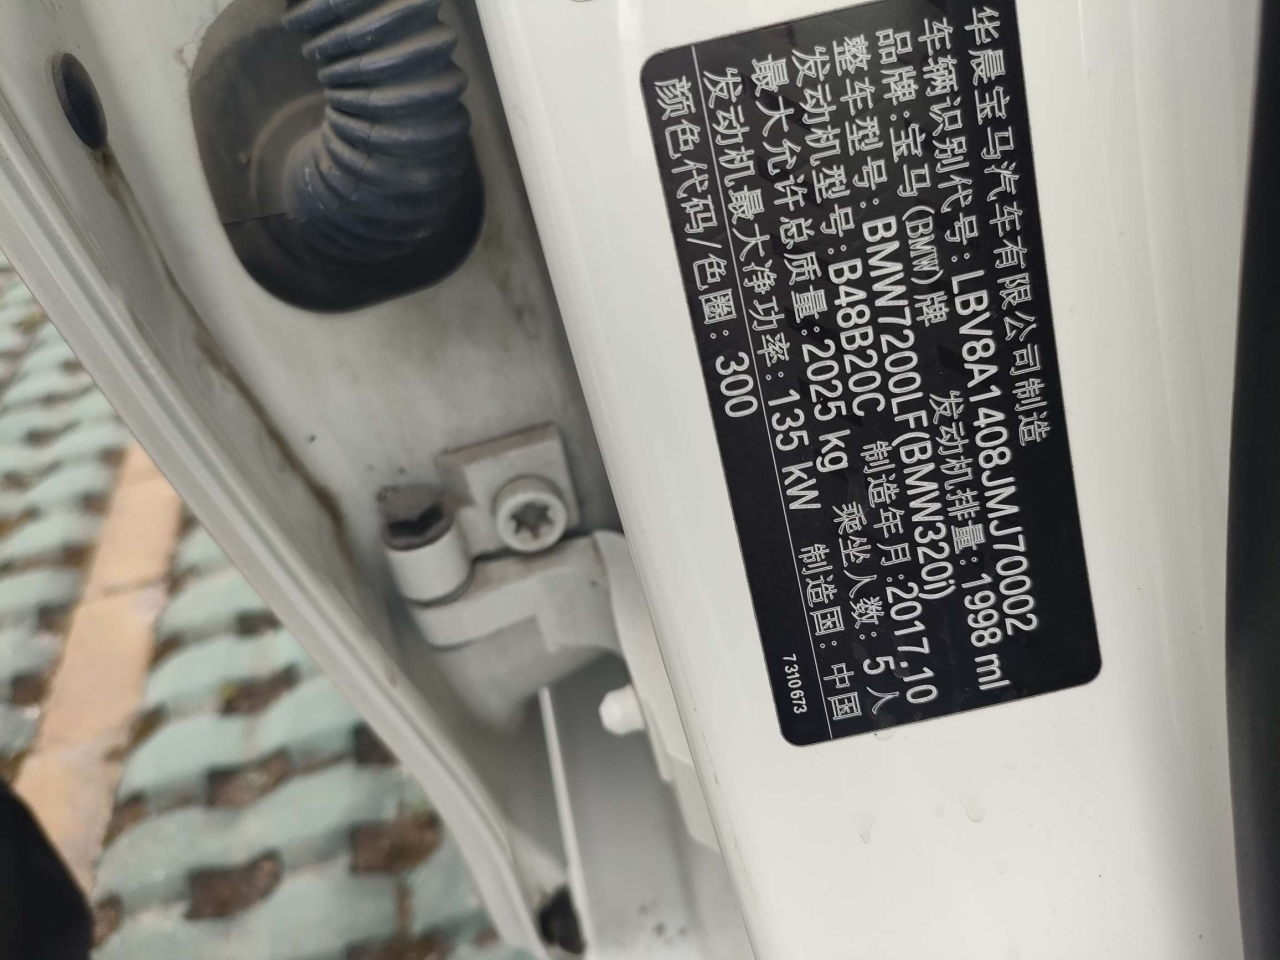 华晨宝马汽车有限公司制造
车辆识别代号:LBV8A1408JMJ70002
品牌:宝马(BMW)牌 发动机排量:1998 ml
整车型号:BMW7200LF(BMW320i)
发动机型号:B48B20C 制造年月:2017.10
最大允许总质量:2025 kg 乘坐人数:5人
发动机最大净功率:135 kW 制造国:中国
颜色代码/色圈:300
7 310 673